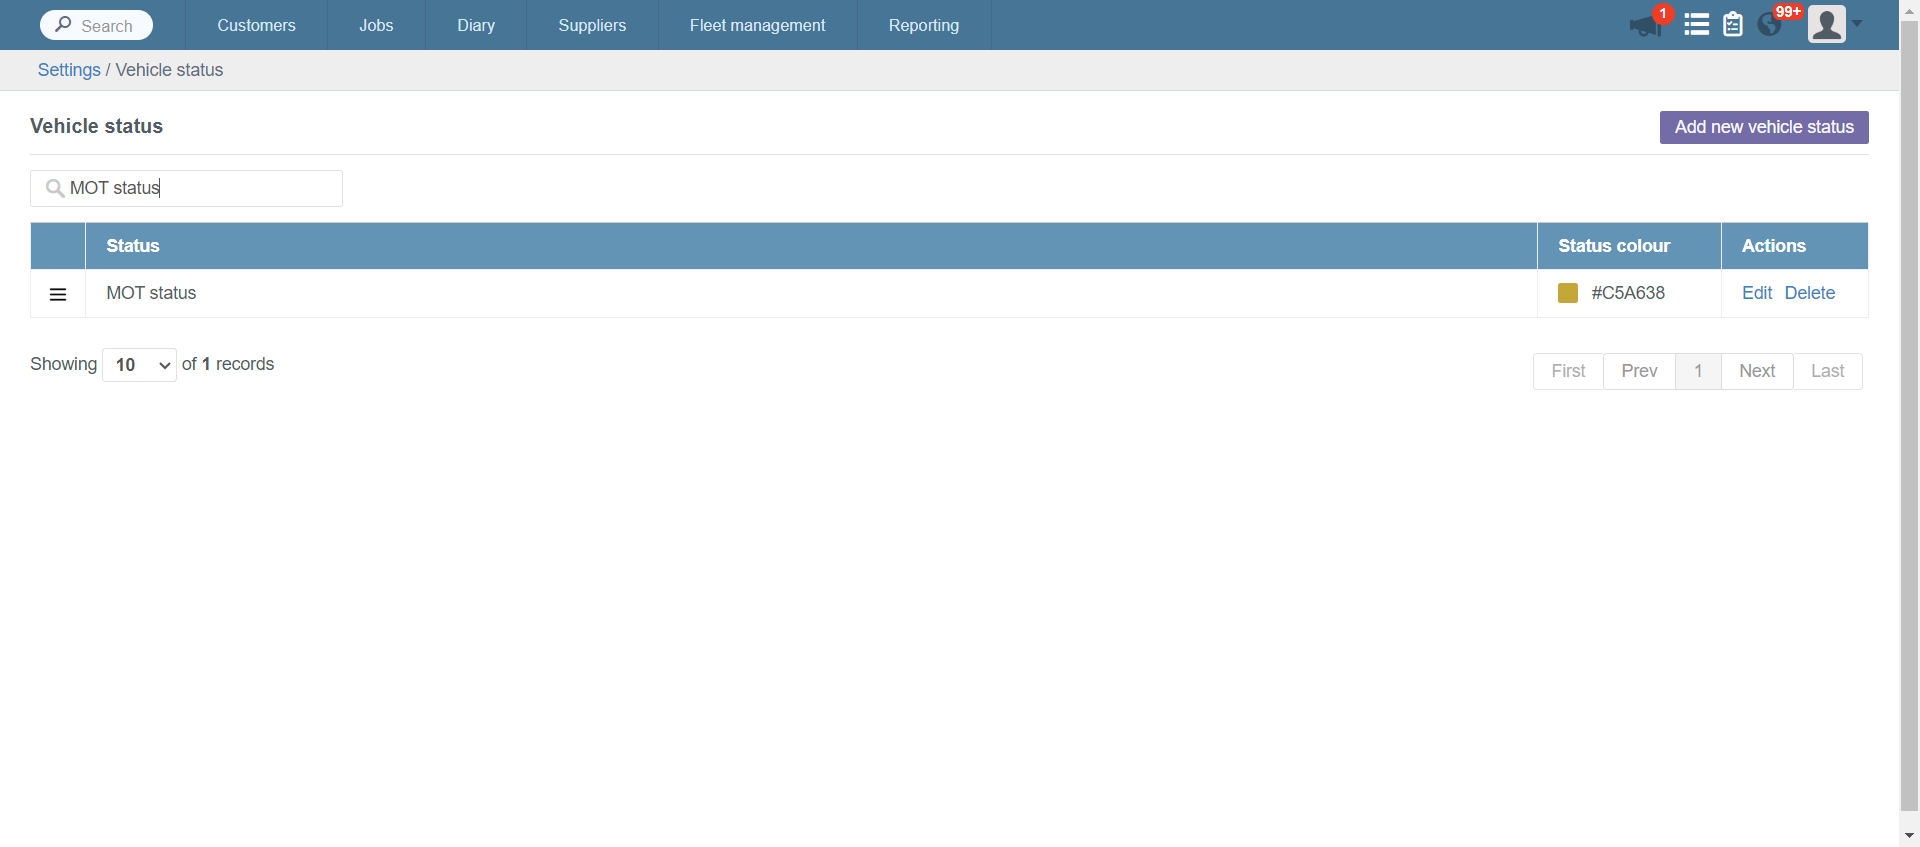 Search Customers Jobs Diary Suppliers Fleet management Reporting 1 99+
Settings / Vehicle status
Vehicle status Add new vehicle status
MOT status
Status Status colour Actions
MOT status #C5A638 Edit Delete
Showing 10 of 1 records
First Prev 1 Next Last